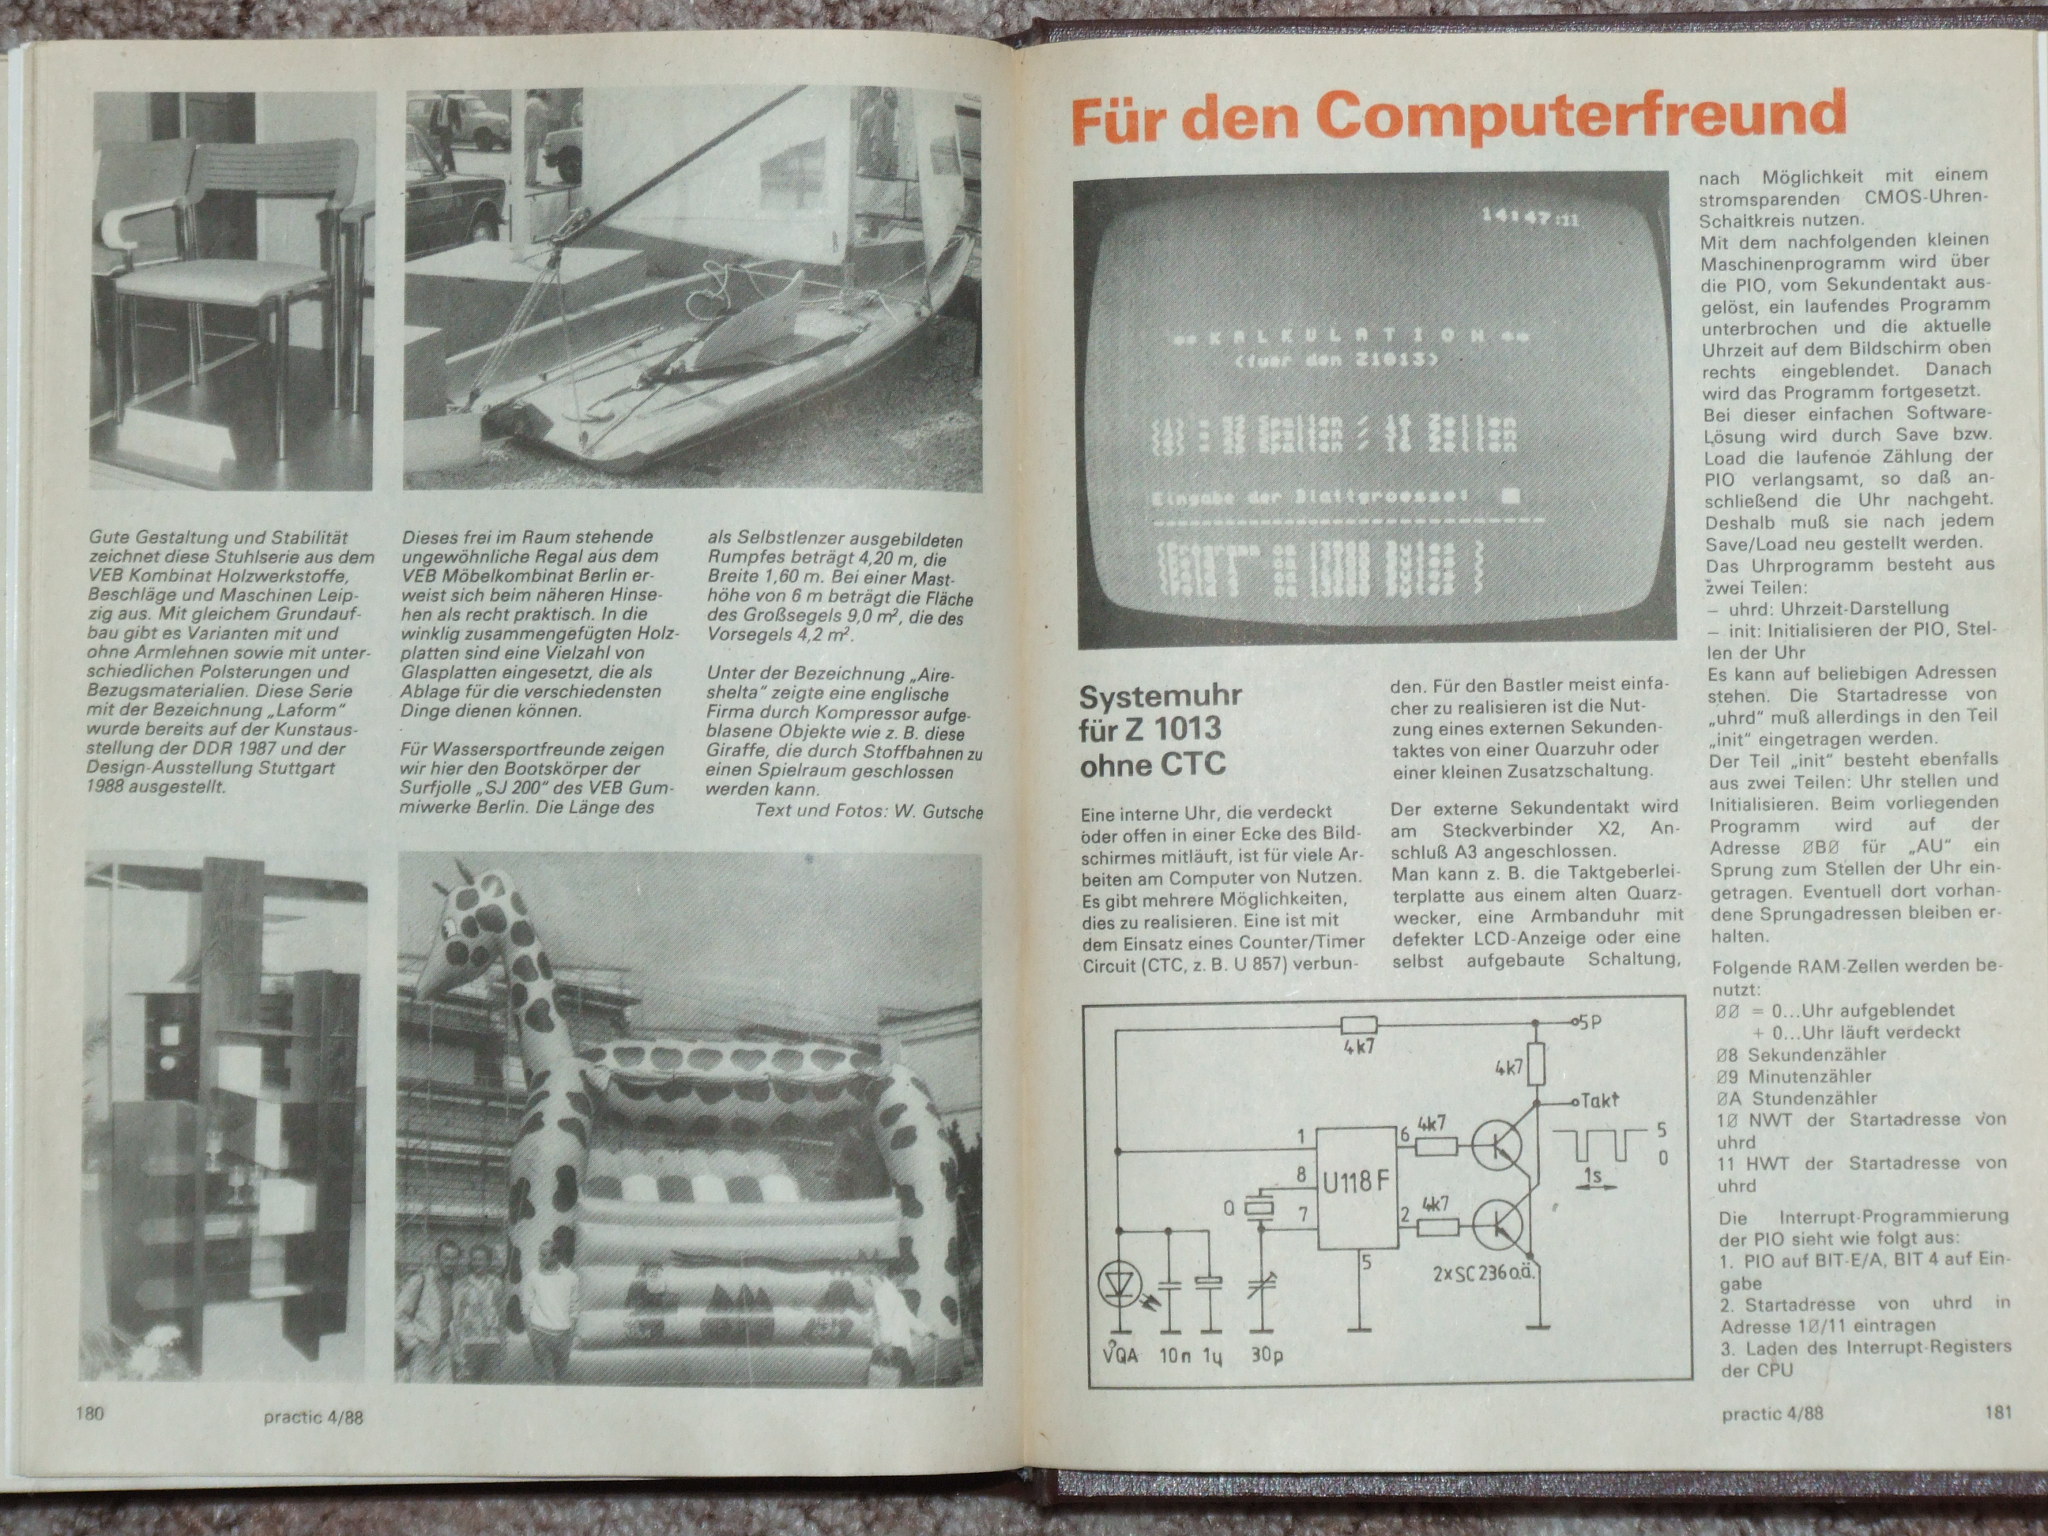 Gute Gestaltung und Stabilität
zeichnet diese Stuhlserie aus dem
VEB Kombinat Holzwerkstoffe,
Beschläge und Maschinen Leip-
zig aus. Mit gleichem Grundauf-
bau gibt es Varianten mit und
ohne Armlehnen sowie mit unter-
schiedlichen Polsterungen und
Bezugsmaterialien. Diese Serie
mit der Bezeichnung „Laform“
wurde bereits auf der Kunstaus-
stellung der DDR 1987 und der
Design-Ausstellung Stuttgart
1988 ausgestellt.
Dieses frei im Raum stehende
ungewöhnliche Regal aus dem
VEB Möbelkombinat Berlin er-
weist sich beim näheren Hinse-
hen als recht praktisch. In die
winklig zusammengefügten Holz-
platten sind eine Vielzahl von
Glasplatten eingesetzt, die als
Ablage für die verschiedensten
Dinge dienen können.
Für Wassersportfreunde zeigen
wir hier den Bootskörper der
Surfjolle „SJ 200“ des VEB Gum-
miwerke Berlin. Die Länge des
als Selbstlenzer ausgebildeten
Rumpfes beträgt 4,20 m, die
Breite 1,60 m. Bei einer Mast-
höhe von 6 m beträgt die Fläche
des Großsegels 9,0 m², die des
Vorsegels 4,2 m².
Unter der Bezeichnung „Aire-
shelta“ zeigte eine englische
Firma durch Kompressor aufge-
blasene Objekte wie z. B. diese
Giraffe, die durch Stoffbahnen zu
einen Spielraum geschlossen
werden kann.
Text und Fotos: W. Gutsche
180
practic 4/88
Für den Computerfreund
14:47:11
** K A L K U L A T I O N **
(fuer den Z1013)
Eingabe der Blattgroesse:
Systemuhr
für Z 1013
ohne CTC
Eine interne Uhr, die verdeckt
oder offen in einer Ecke des Bild-
schirmes mitläuft, ist für viele Ar-
beiten am Computer von Nutzen.
Es gibt mehrere Möglichkeiten,
dies zu realisieren. Eine ist mit
dem Einsatz eines Counter/Timer
Circuit (CTC, z. B. U 857) verbun-
den. Für den Bastler meist einfa-
cher zu realisieren ist die Nut-
zung eines externen Sekunden-
taktes von einer Quarzuhr oder
einer kleinen Zusatzschaltung.
Der externe Sekundentakt wird
am Steckverbinder X2, An-
schluß A3 angeschlossen.
Man kann z. B. die Taktgeberlei-
terplatte aus einem alten Quarz-
wecker, eine Armbanduhr mit
defekter LCD-Anzeige oder eine
selbst aufgebaute Schaltung,
nach Möglichkeit mit einem
stromsparenden CMOS-Uhren-
Schaltkreis nutzen.
Mit dem nachfolgenden kleinen
Maschinenprogramm wird über
die PIO, vom Sekundentakt aus-
gelöst, ein laufendes Programm
unterbrochen und die aktuelle
Uhrzeit auf dem Bildschirm oben
rechts eingeblendet. Danach
wird das Programm fortgesetzt.
Bei dieser einfachen Software-
Lösung wird durch Save bzw.
Load die laufende Zählung der
PIO verlangsamt, so daß an-
schließend die Uhr nachgeht.
Deshalb muß sie nach jedem
Save/Load neu gestellt werden.
Das Uhrprogramm besteht aus
zwei Teilen:
– uhrd: Uhrzeit-Darstellung
– init: Initialisieren der PIO, Stel-
len der Uhr
Es kann auf beliebigen Adressen
stehen. Die Startadresse von
„uhrd“ muß allerdings in den Teil
„init“ eingetragen werden.
Der Teil „init“ besteht ebenfalls
aus zwei Teilen: Uhr stellen und
Initialisieren. Beim vorliegenden
Programm wird auf der
Adresse ØBØ für „AU“ ein
Sprung zum Stellen der Uhr ein-
getragen. Eventuell dort vorhan-
dene Sprungadressen bleiben er-
halten.
Folgende RAM-Zellen werden be-
nutzt:
ØØ = 0...Uhr aufgeblendet
+ 0...Uhr läuft verdeckt
Ø8 Sekundenzähler
Ø9 Minutenzähler
ØA Stundenzähler
1Ø NWT der Startadresse von
uhrd
11 HWT der Startadresse von
uhrd
Die Interrupt-Programmierung
der PIO sieht wie folgt aus:
1. PIO auf BIT-E/A, BIT 4 auf Ein-
gabe
2. Startadresse von uhrd in
Adresse 1Ø/11 eintragen
3. Laden des Interrupt-Registers
der CPU
5P
4k7
4k7
Takt
1
6
4k7
5
0
8
U118F
1s
Q
7
2
4k7
5
2xSC236o.ä.
VQA
10n
1µ
30p
practic 4/88
181